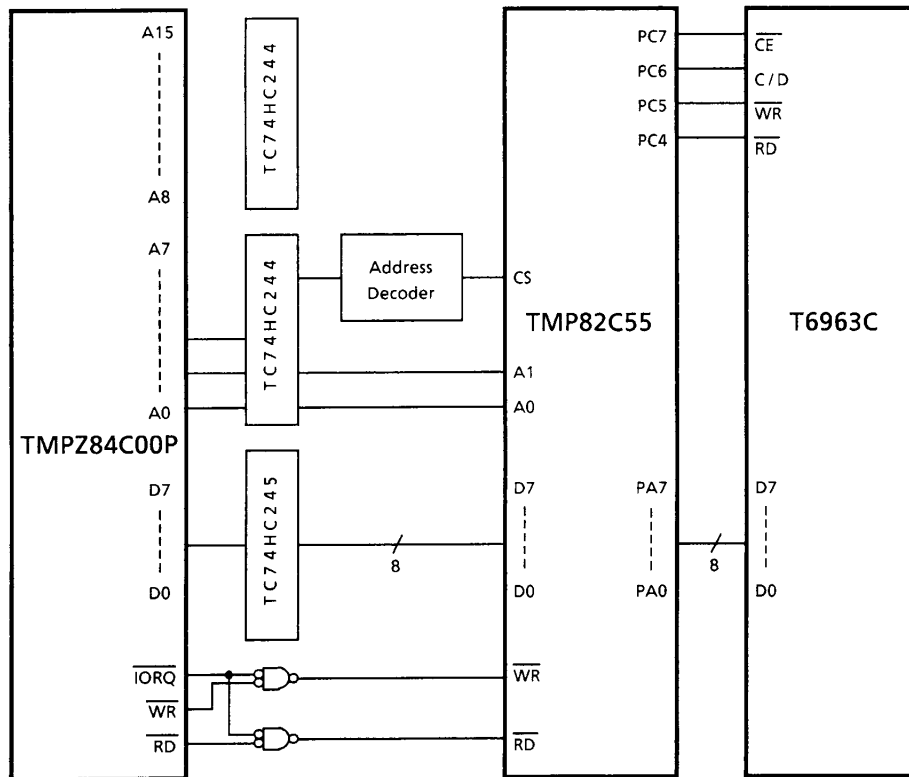 A15
A8
A7
A0
TMPZ84C00P
D7
D0
IORQ
WR
RD
TC74HC244
TC74HC244
TC74HC245
Address
Decoder
8
CS
A1
A0
TMP82C55
D7
D0
WR
RD
PC7
PC6
PC5
PC4
PA7
PA0
8
CE
C/D
WR
RD
T6963C
D7
D0